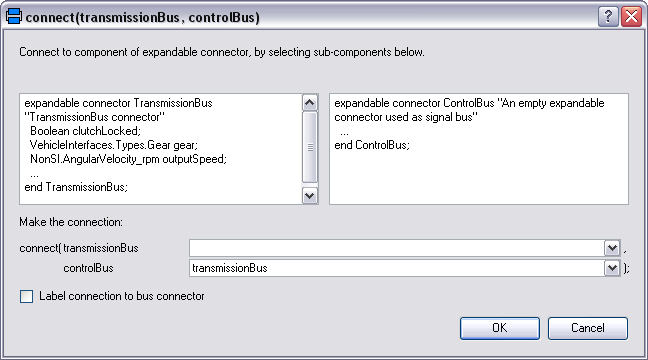 connect(transmissionBus, controlBus)
Connect to component of expandable connector, by selecting sub-components below.
expandable connector TransmissionBus
"TransmissionBus connector"
Boolean clutchLocked;
VehicleInterfaces.Types.Gear gear;
NonSI.AngularVelocity_rpm outputSpeed;
...
end TransmissionBus;
expandable connector ControlBus "An empty expandable
connector used as signal bus"
...
end ControlBus;
Make the connection:
connect( transmissionBus ,
controlBus transmissionBus );
Label connection to bus connector
OK Cancel